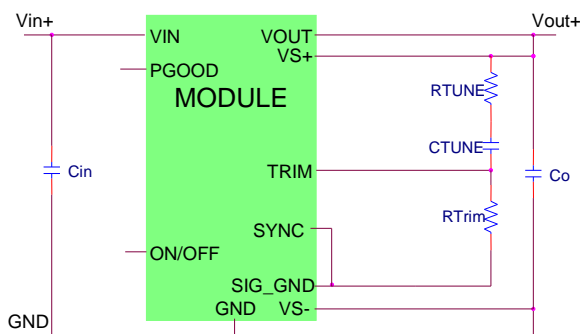 Vin+
Vout+
VIN
VOUT
VS+
PGOOD
RTUNE
MODULE
CTUNE
TRIM
Cin
Co
RTrim
SYNC
ON/OFF
SIG_GND
GND
GND
VS-